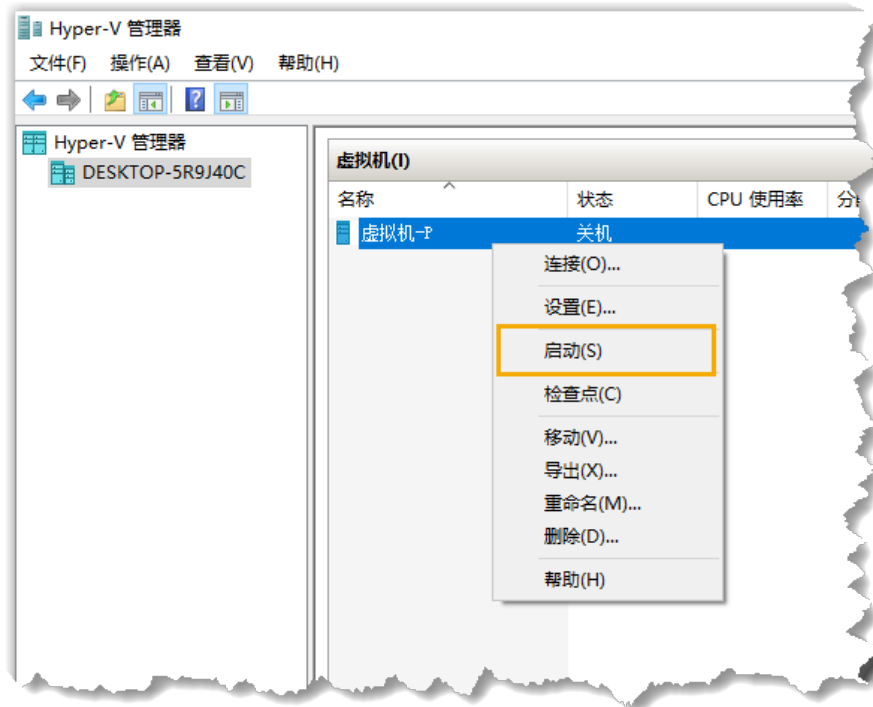 Hyper-V 管理器
文件(F) 操作(A) 查看(V) 帮助(H)
Hyper-V 管理器
DESKTOP-5R9J40C
虚拟机(I)
名称 状态 CPU 使用率
虚拟机-P 关机
连接(O)...
设置(E)...
启动(S)
检查点(C)
移动(V)...
导出(X)...
重命名(M)...
删除(D)...
帮助(H)